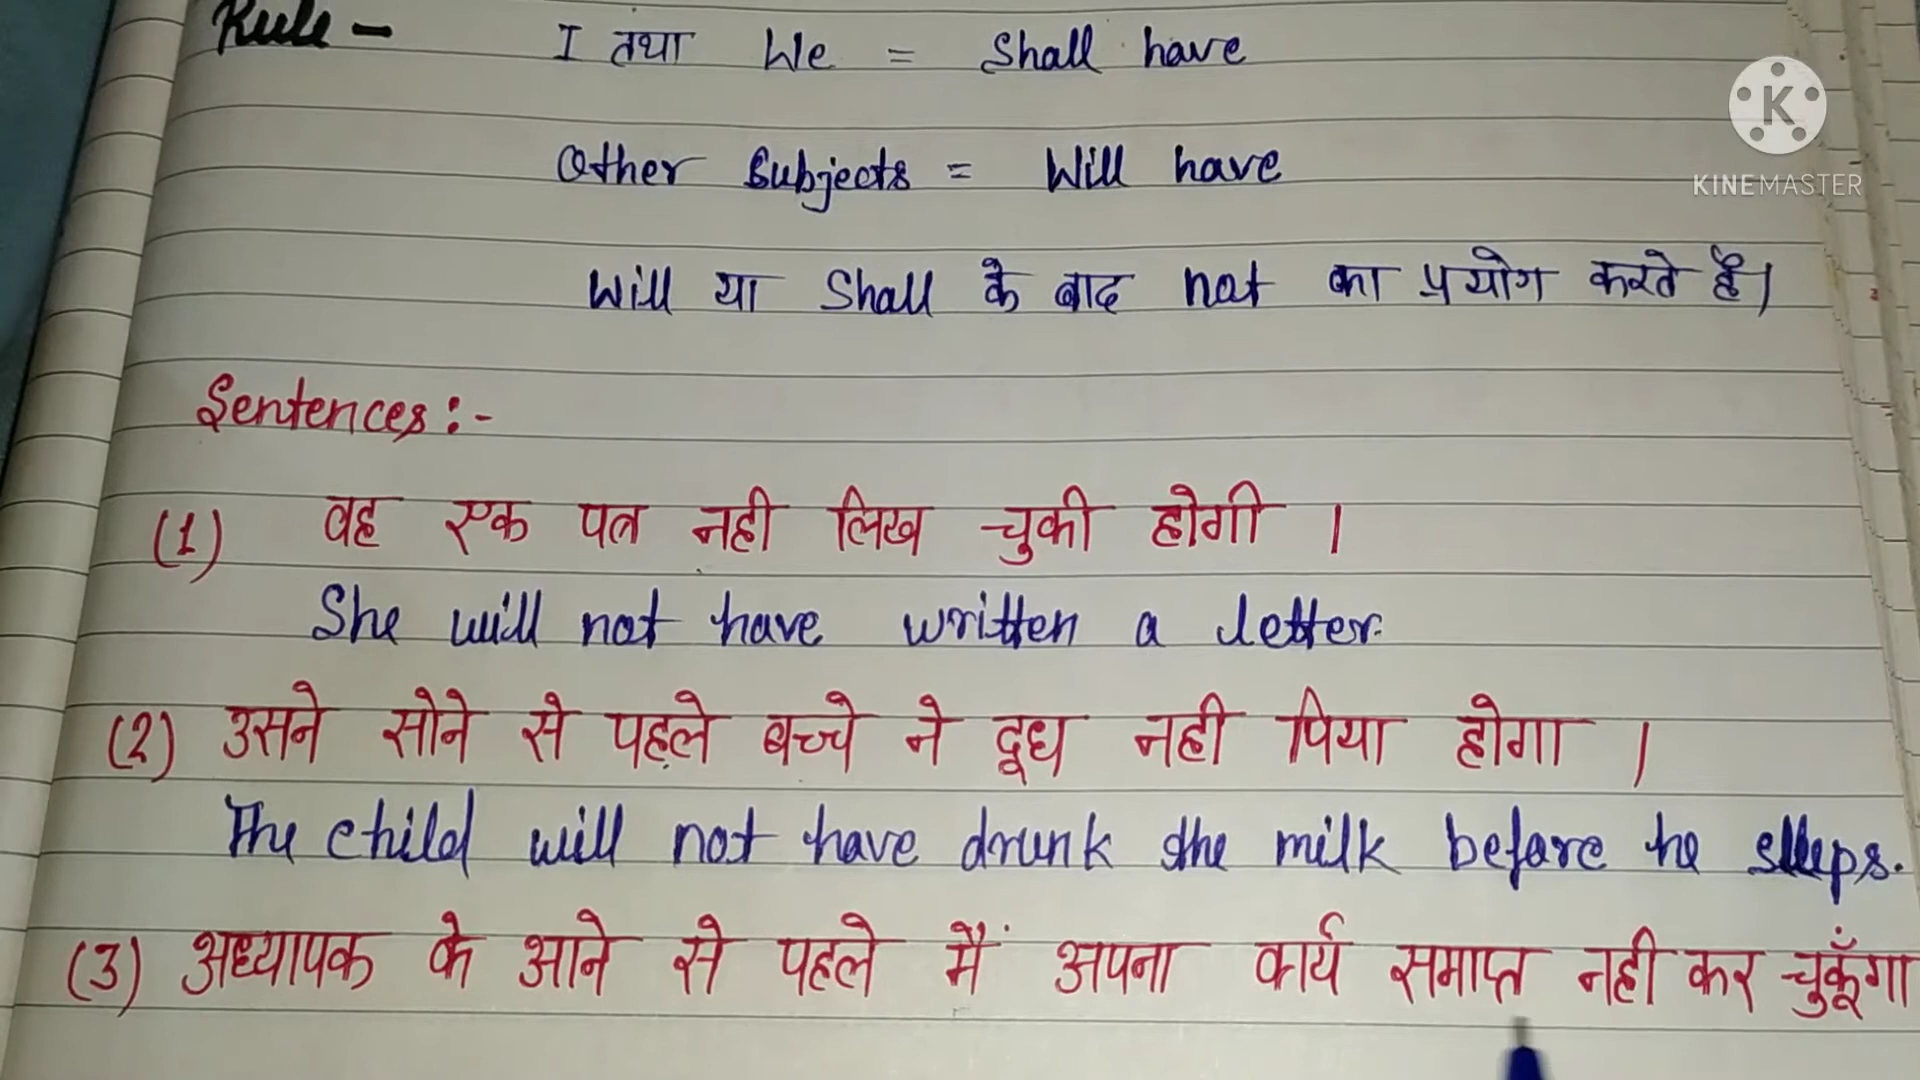 Rule -
I तथा We = Shall have
Other Subjects = Will have
Will या Shall के बाद not का प्रयोग करते है।
Sentences :-
(1) वह एक पत्र नही लिख चुकी होगी ।
She will not have written a letter.
(2) उसने सोने से पहले बच्चे ने दूध नही पिया होगा ।
The child will not have drunk the milk before he sleeps.
(3) अध्यापक के आने से पहले मैं अपना कार्य समाप्त नही कर चुकूँगा
K
KINEMASTER